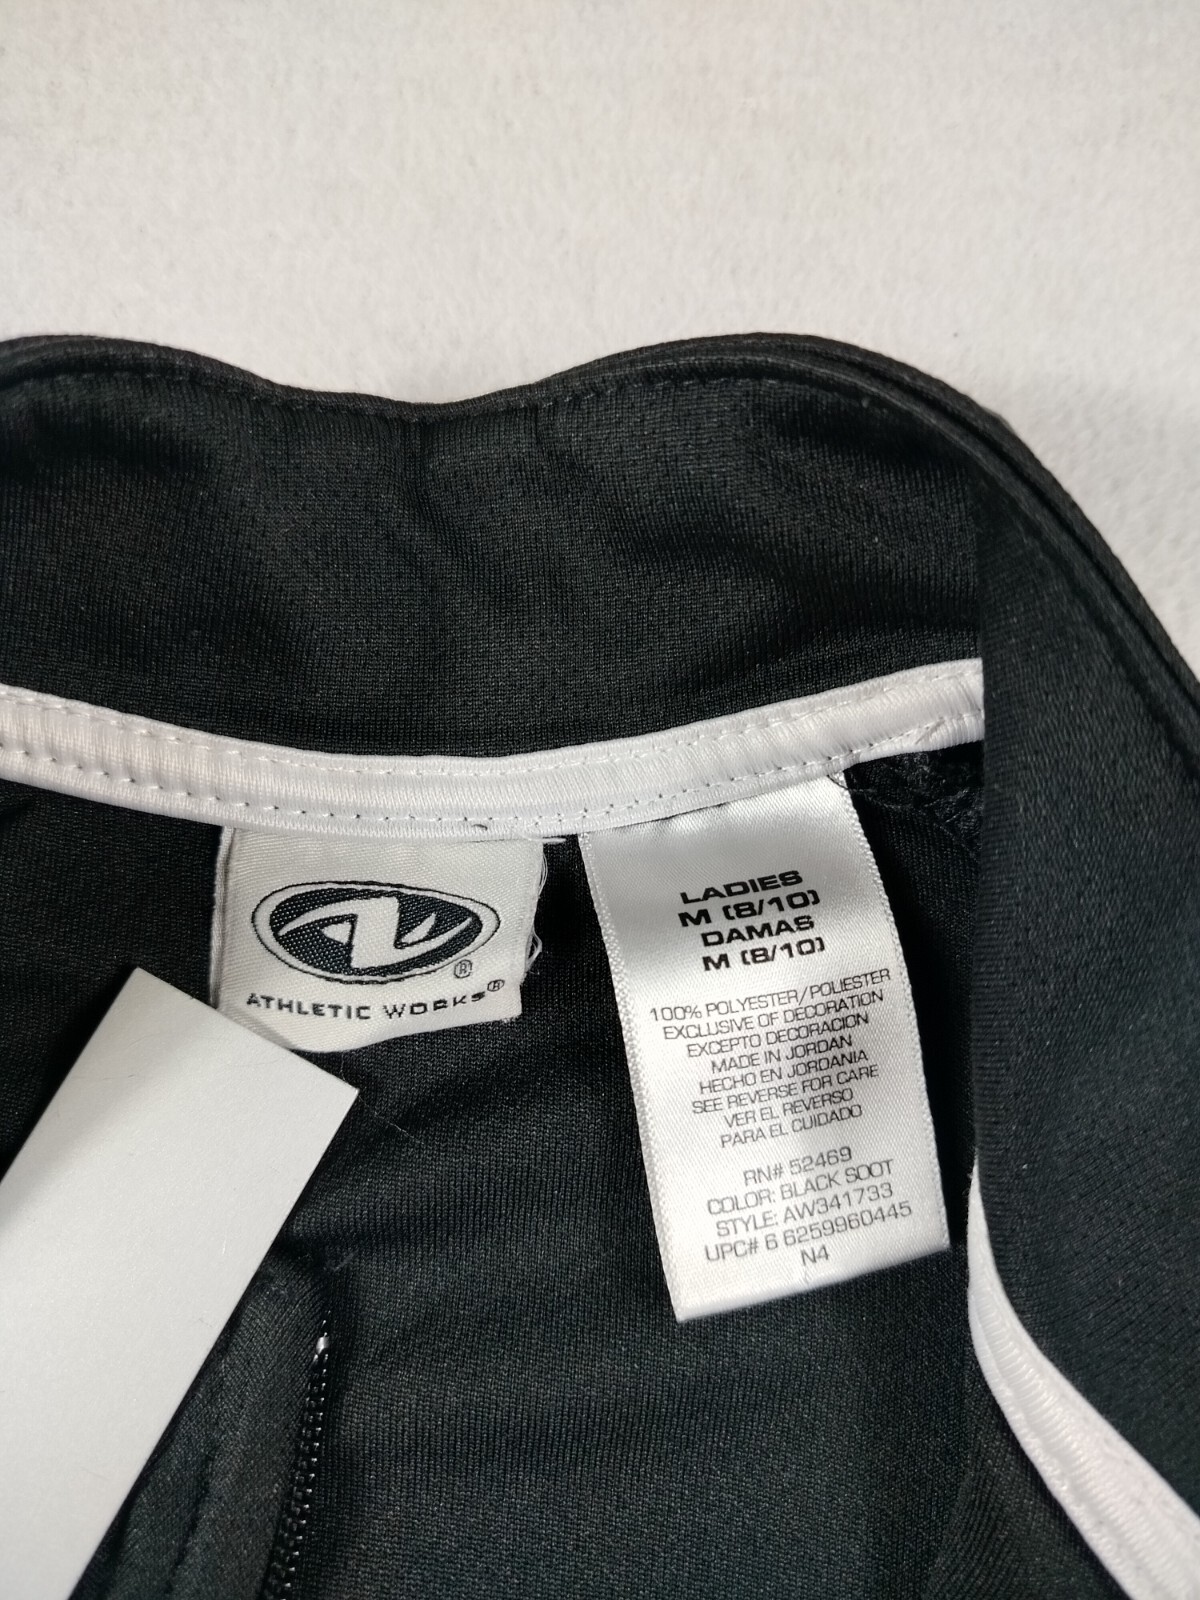 ATHLETIC WORKS®
®
LADIES
M (8/10)
DAMAS
M (8/10)
100% POLYESTER/POLIESTER
EXCLUSIVE OF DECORATION
EXCEPTO DECORACION
MADE IN JORDAN
HECHO EN JORDANIA
SEE REVERSE FOR CARE
VER EL REVERSO
PARA EL CUIDADO
RN# 52469
COLOR: BLACK SOOT
STYLE: AW341733
UPC# 6 6259960445
N4